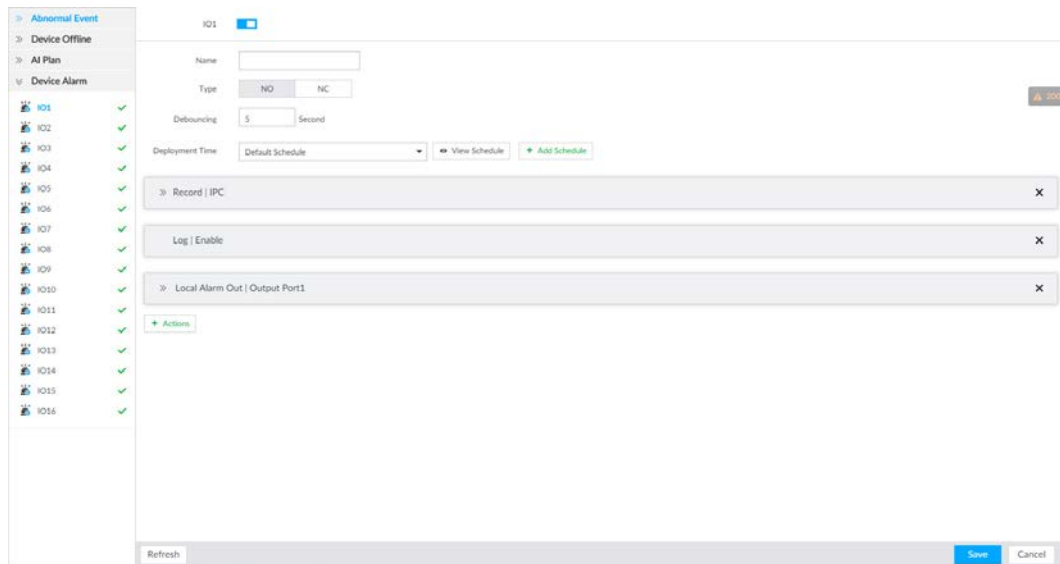 Abnormal Event
Device Offline
AI Plan
Device Alarm
IO1
IO2
IO3
IO4
IO5
IO6
IO7
IO8
IO9
IO10
IO11
IO12
IO13
IO14
IO15
IO16
IO1
Name
Type NO NC
Debouncing 5 Second
Deployment Time Default Schedule View Schedule + Add Schedule
Record | IPC
Log | Enable
Local Alarm Out | Output Port1
+ Actions
Refresh Save Cancel